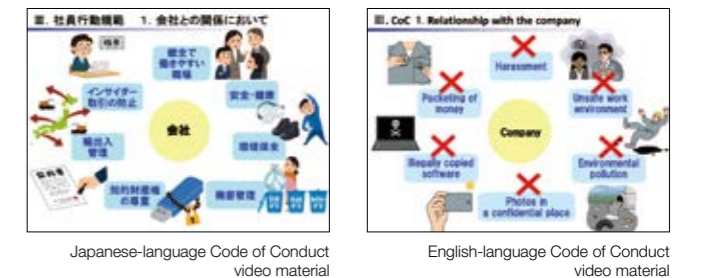 III. 社員行動規範 1. 会社との関係において
健全で
働きやすい
職場
インサイダー
取引の防止
安全・健康
会社
輸出入
管理
環境保全
知的財産権
の尊重
機密管理
III. CoC 1. Relationship with the company
Harassment
Pocketing of
money
Unsafe work
environment
Company
Illegally copied
software
Environmental
pollution
Photos in
a confidential place
Japanese-language Code of Conduct
video material
English-language Code of Conduct
video material